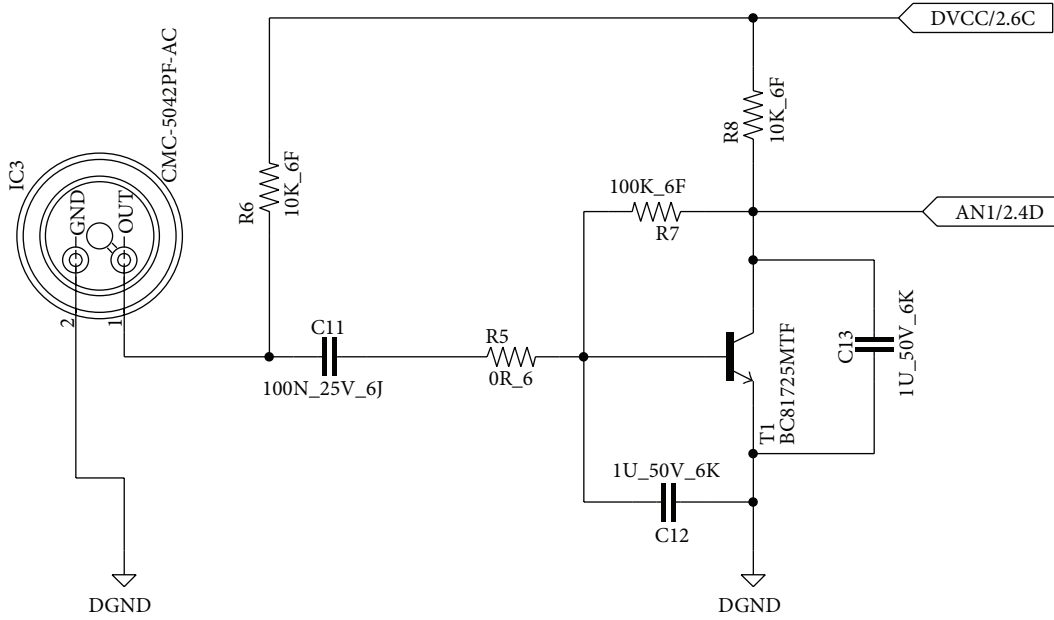 DVCC/2.6C
CMC-5042PF-AC
IC3
GND
OUT
2
1
R6
10K_6F
R8
10K_6F
100K_6F
R7
AN1/2.4D
C11
100N_25V_6J
R5
0R_6
T1
BC81725MTF
C13
1U_50V_6K
1U_50V_6K
C12
DGND
DGND